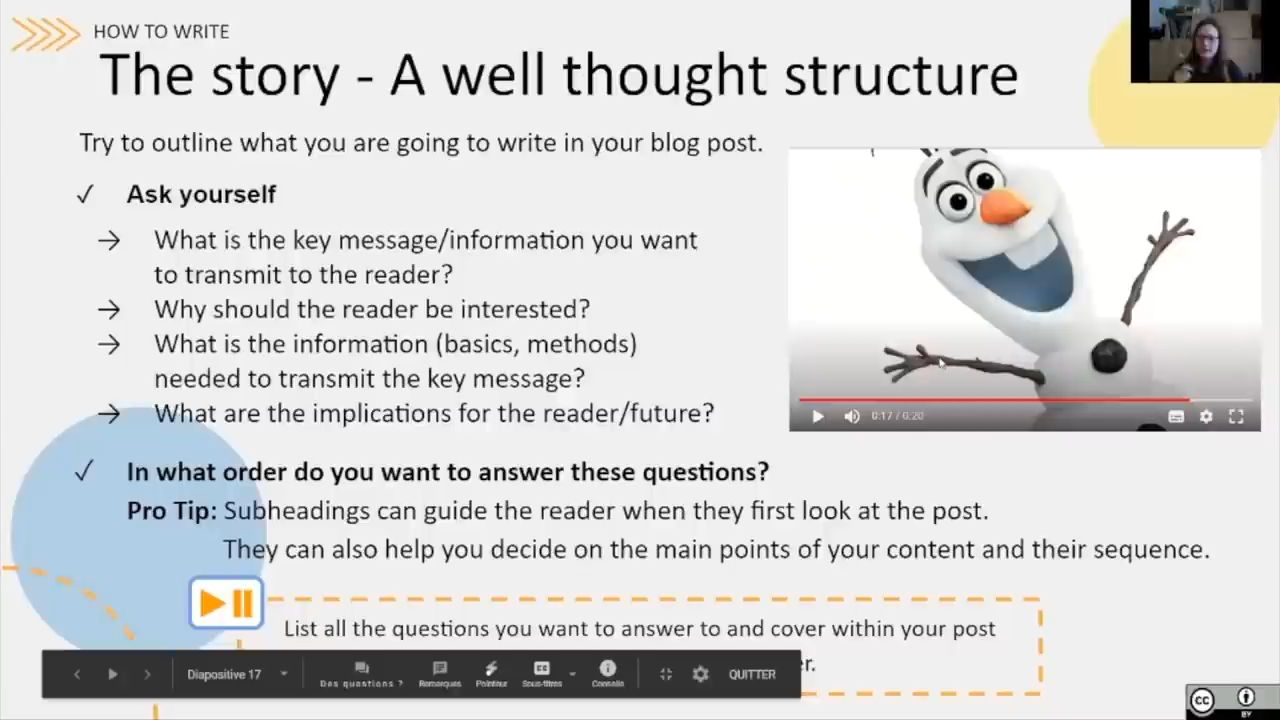 HOW TO WRITE
The story - A well thought structure
Try to outline what you are going to write in your blog post.
✓ Ask yourself
→ What is the key message/information you want
to transmit to the reader?
→ Why should the reader be interested?
→ What is the information (basics, methods)
needed to transmit the key message?
→ What are the implications for the reader/future?
0:17 / 0:20
✓ In what order do you want to answer these questions?
Pro Tip: Subheadings can guide the reader when they first look at the post.
They can also help you decide on the main points of your content and their sequence.
List all the questions you want to answer to and cover within your post
r.
Diapositive 17
Des questions ?
Remarques
Pointeur
Sous-titres
Conseils
QUITTER
CC
BY